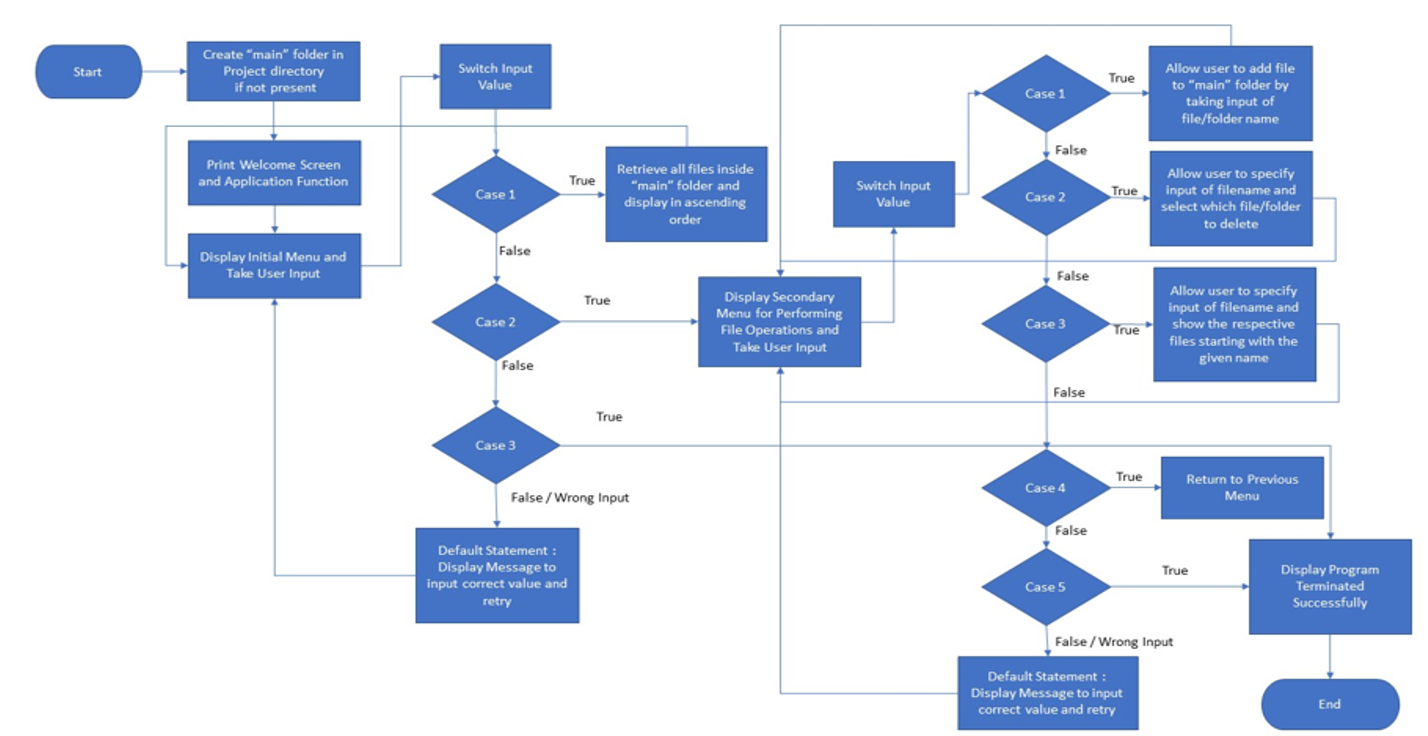 Start
Create “main” folder in
Project directory
if not present
Print Welcome Screen
and Application Function
Display Initial Menu and
Take User Input
Switch Input
Value
Case 1
True
Retrieve all files inside
“main” folder and
display in ascending
order
False
Case 2
True
False
Case 3
True
False / Wrong Input
Default Statement :
Display Message to
input correct value and
retry
Display Secondary
Menu for Performing
File Operations and
Take User Input
Switch Input
Value
Case 1
True
Allow user to add file
to “main” folder by
taking input of
file/folder name
False
Case 2
True
Allow user to specify
input of filename and
select which file/folder
to delete
False
Case 3
True
Allow user to specify
input of filename and
show the respective
files starting with the
given name
False
Case 4
True
Return to Previous
Menu
False
Case 5
True
Display Program
Terminated
Successfully
False / Wrong Input
Default Statement :
Display Message to input
correct value and retry
End